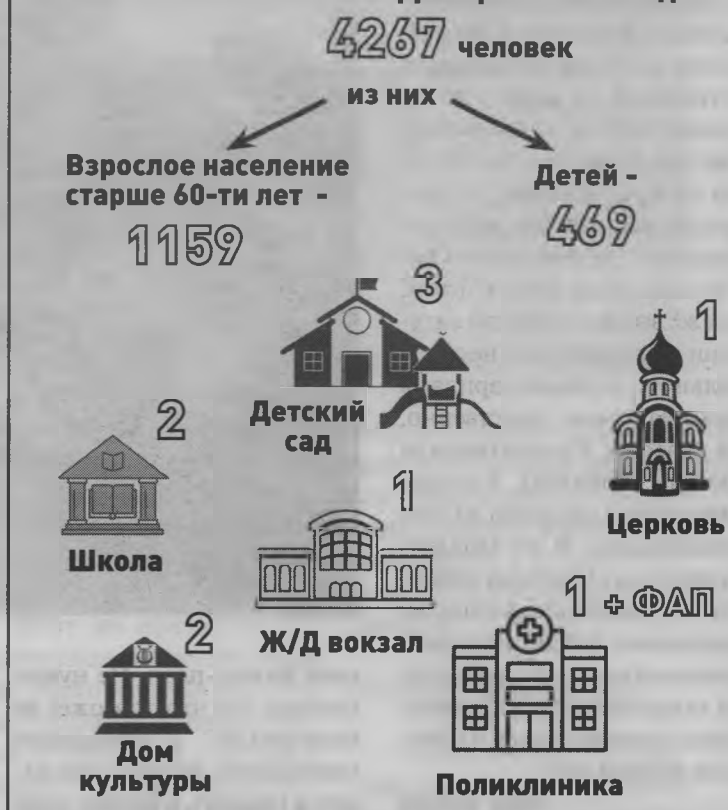 4267 человек
из них
Взрослое население
старше 60-ти лет -
1159
Детей -
469
3
Детский
сад
1
Церковь
2
Школа
1
Ж/Д вокзал
2
Дом
культуры
1 + ФАП
Поликлиника